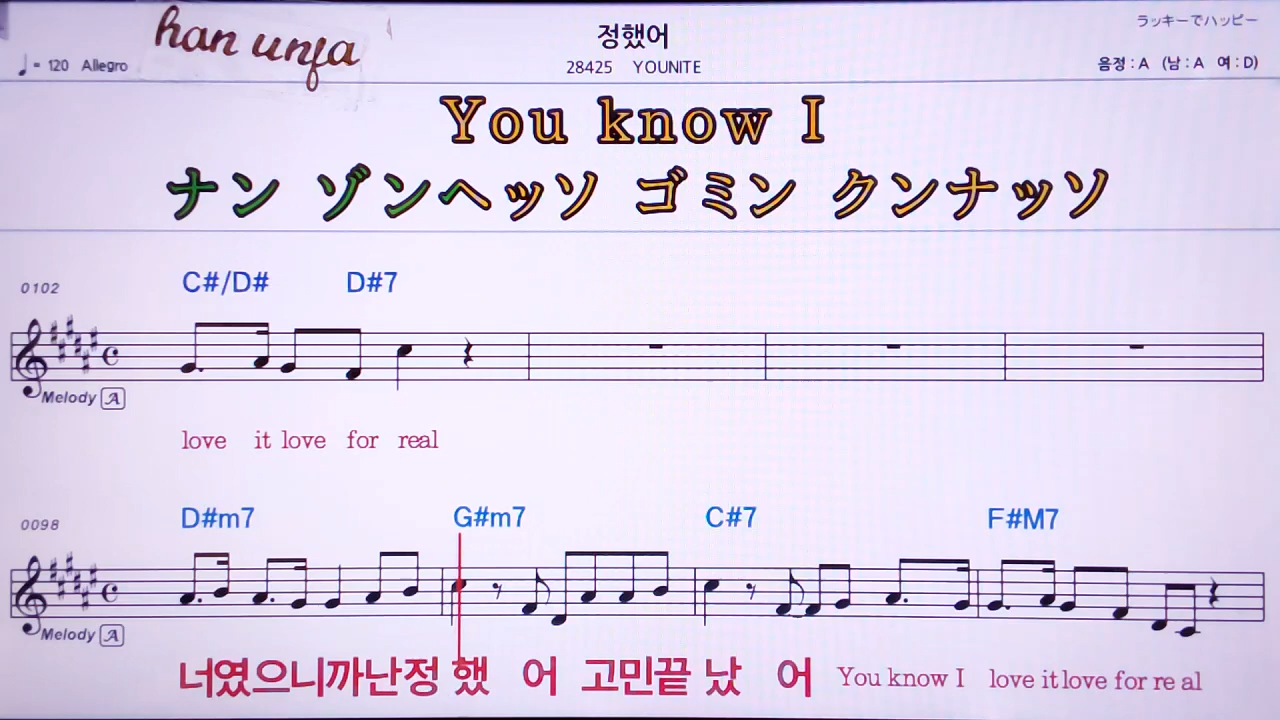 han unfa
정했어
ラッキーでハッピー
♩= 120 Allegro
28425 YOUNITE
음정 : A (남 : A 여 : D)
You know I
ナン ゾンヘッソ ゴミン クンナッソ
0102
C#/D# D#7
Melody A
love it love for real
0098
D#m7 G#m7 C#7 F#M7
Melody A
너였으니까난정 했 어 고민끝 났 어 You know I love it love for re al